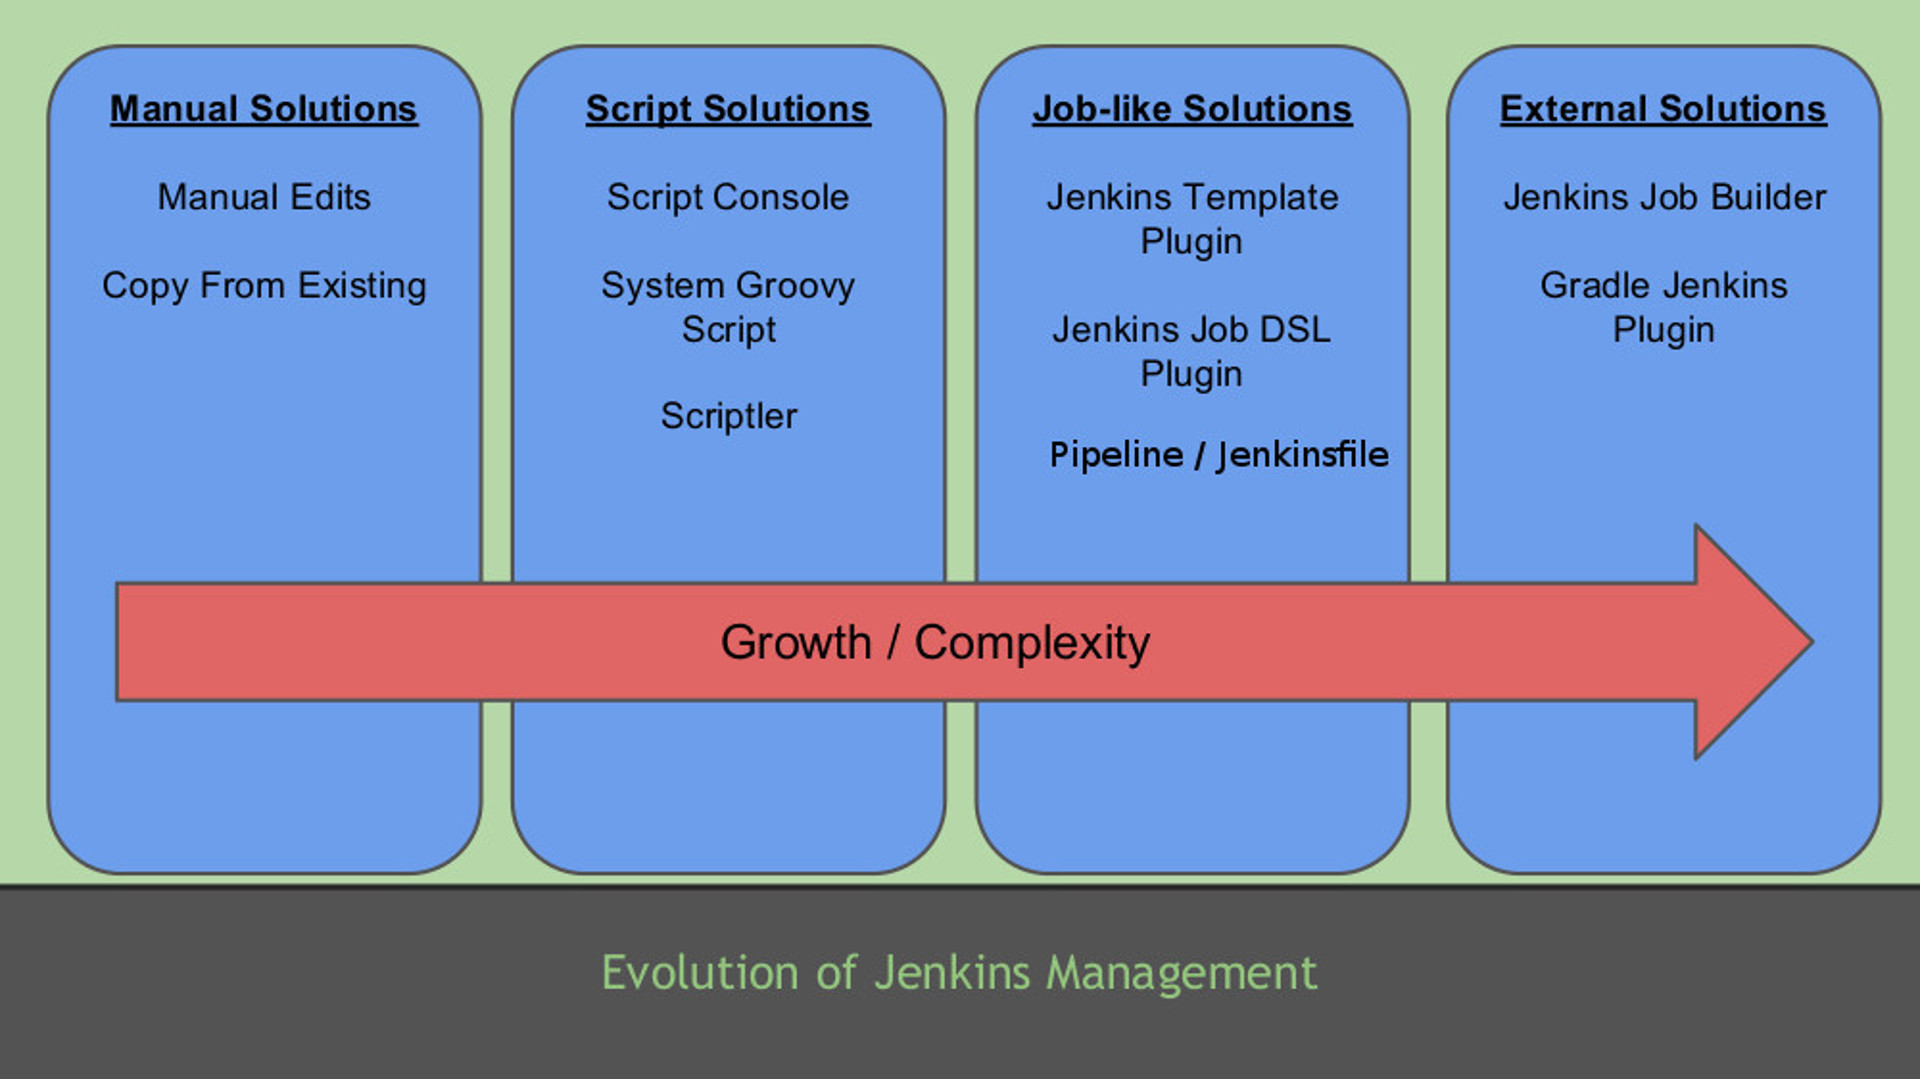 Manual Solutions
Manual Edits
Copy From Existing
Script Solutions
Script Console
System Groovy
Script
Scriptler
Job-like Solutions
Jenkins Template
Plugin
Jenkins Job DSL
Plugin
Pipeline / Jenkinsfile
External Solutions
Jenkins Job Builder
Gradle Jenkins
Plugin
Growth / Complexity
Evolution of Jenkins Management